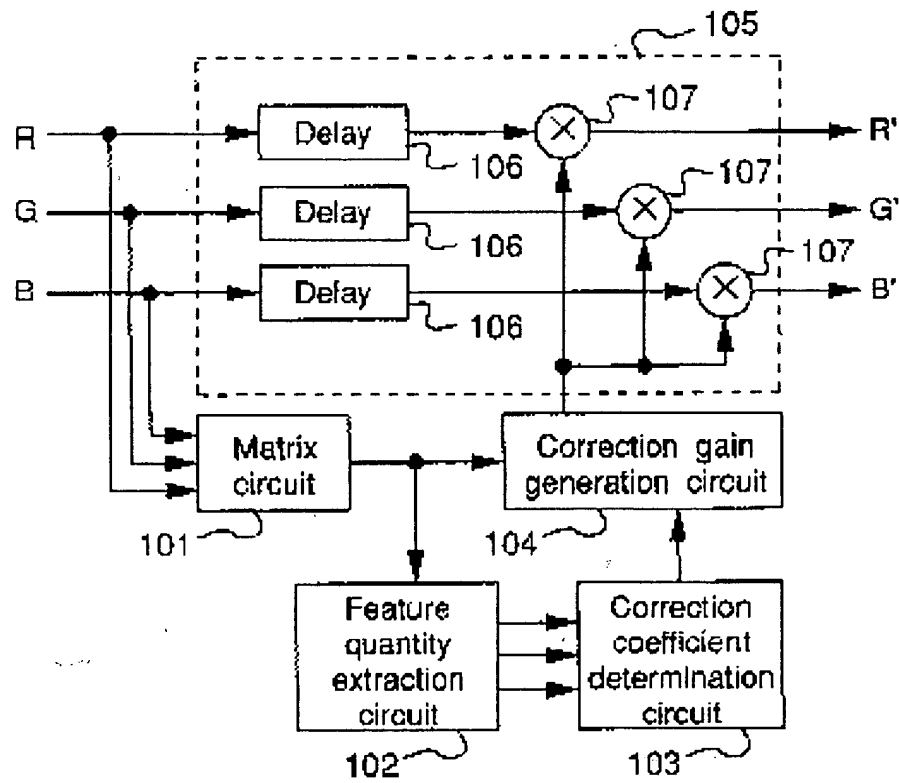 105
107
R Delay × R'
106
107
G Delay × G'
106
107
B Delay × B'
106
Matrix
circuit
101
Correction gain
generation circuit
104
Feature
quantity
extraction
circuit
102
Correction
coefficient
determination
circuit
103